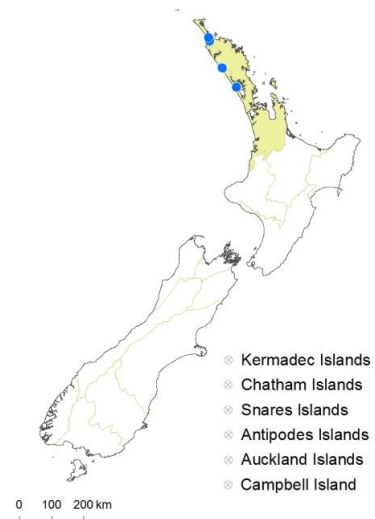 Kermadec Islands
Chatham Islands
Snares Islands
Antipodes Islands
Auckland Islands
Campbell Island
0 100 200 km